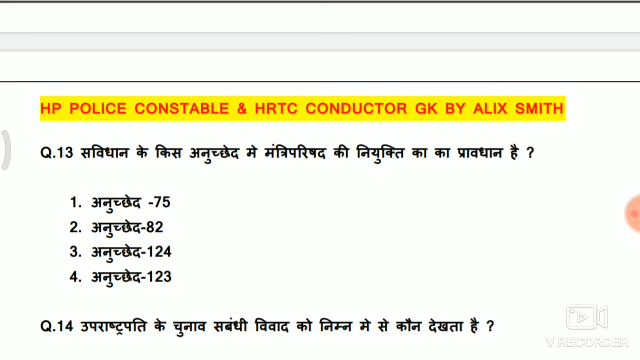 HP POLICE CONSTABLE & HRTC CONDUCTOR GK BY ALIX SMITH
Q.13 सविधान के किस अनुच्छेद मे मंत्रिपरिषद की नियुक्ति का का प्रावधान है ?
1. अनुच्छेद -75
2. अनुच्छेद-82
3. अनुच्छेद-124
4. अनुच्छेद-123
Q.14 उपराष्ट्रपति के चुनाव सबंधी विवाद को निम्न मे से कौन देखता है ?
V RECORDER